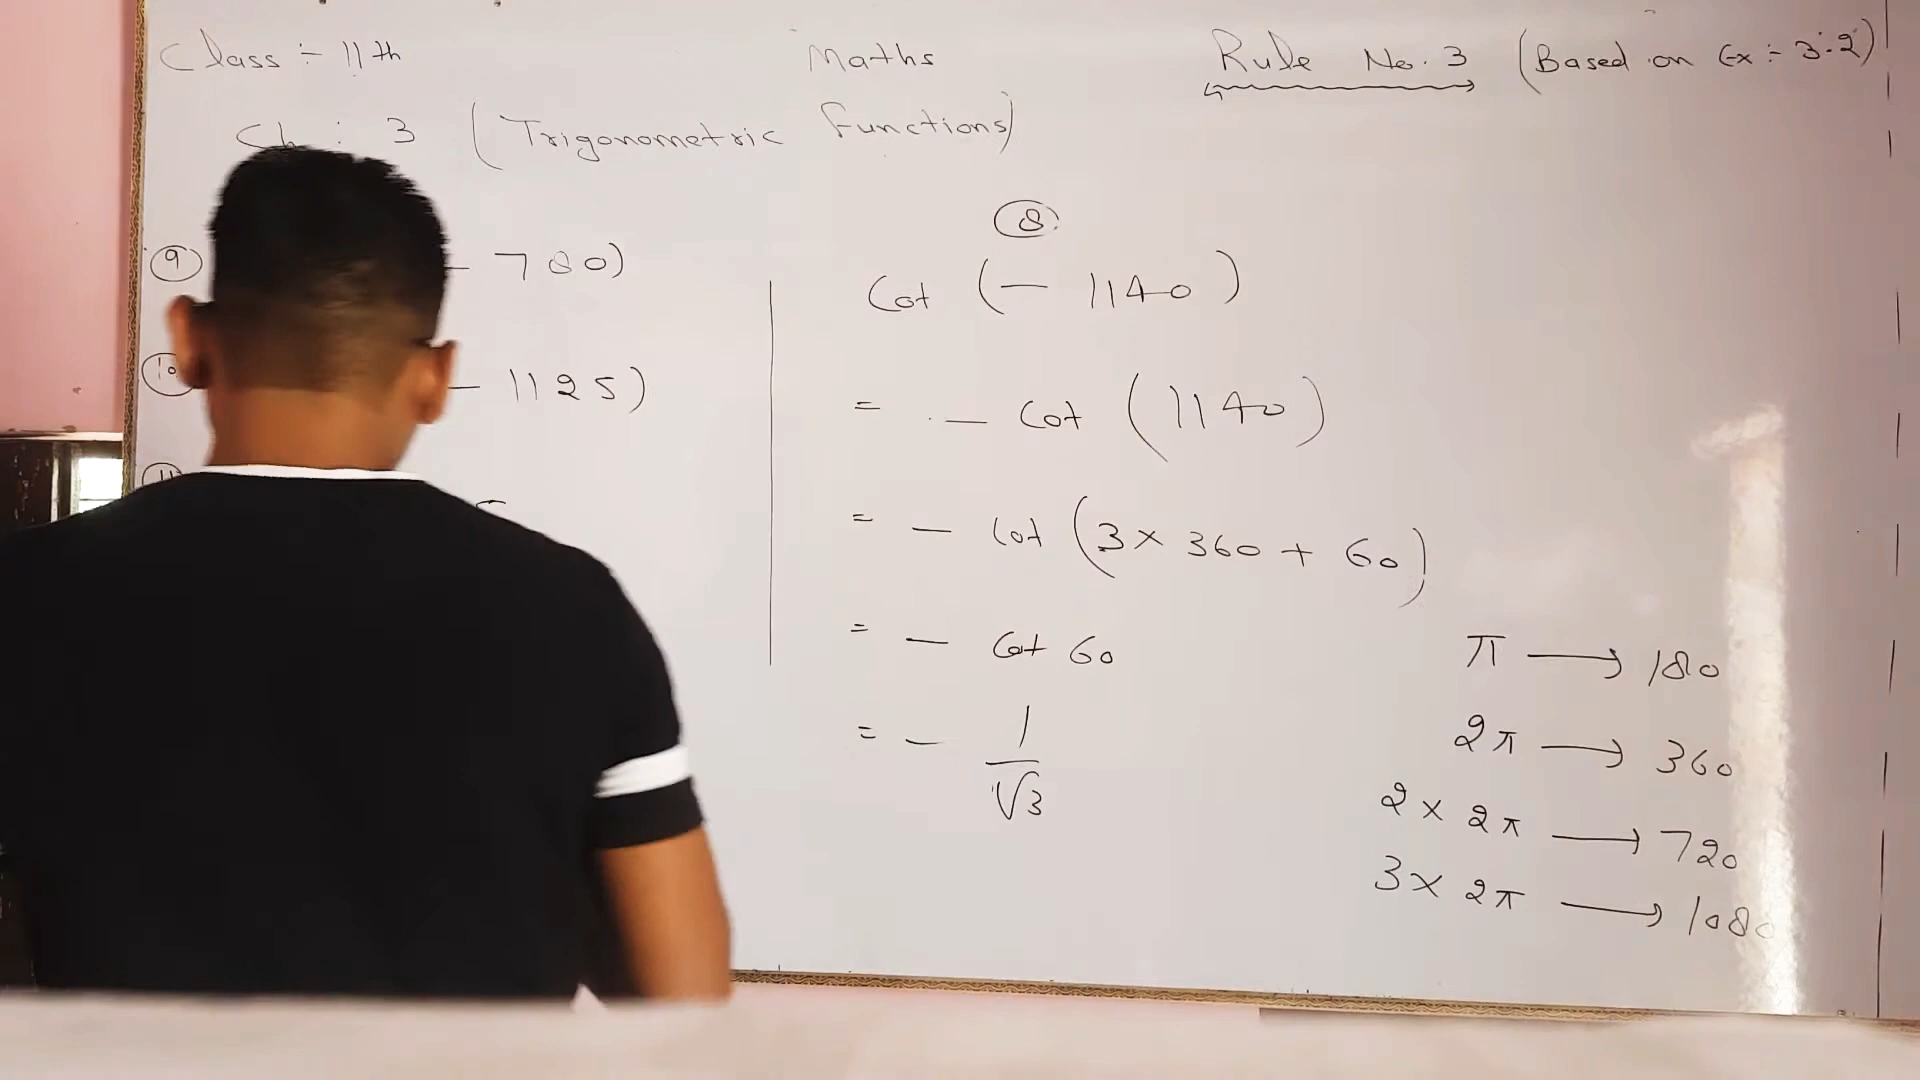 Class :- 11th Maths Rule No. 3 (Based on Ex :- 3.2)
Ch : 3 (Trigonometric Functions)
9 - 780)
10 - 1125)
11
8
Cot (- 1140)
= - Cot (1140)
= - Cot (3 × 360 + 60)
= - Cot 60
= - 1/√3
π → 180
2π → 360
2 × 2π → 720
3 × 2π → 1080